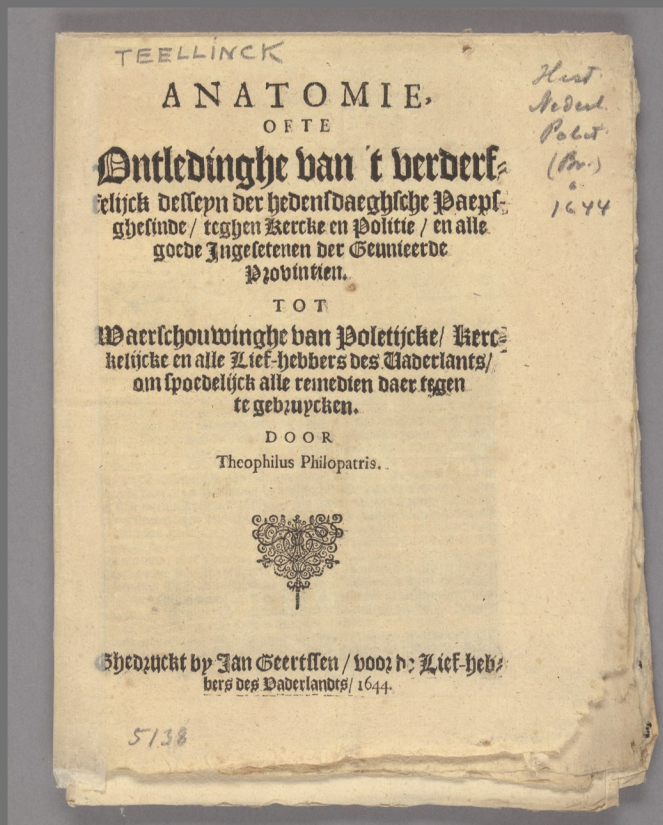 TEELLINCK
Hist
Nederl.
Polit
(Br.)
a
1644
ANATOMIE,
OFTE
Ontledinghe van 't verderf-
felijck desseyn der hedensdaeghsche Paeps-
ghesinde / teghen Kercke en Politie / en alle
goede Ingesetenen der Geunieerde
Provintien.
TOT
Waerschouwinghe van Poletijcke / Kerc-
kelijcke en alle Lief-hebbers des Vaderlants /
om spoedelijck alle remedien daer tegen
te gebruycken.
DOOR
Theophilus Philopatris.
Ghedruckt by Jan Geertssen / voor de Lief-heb-
bers des Vaderlandts / 1644.
5138